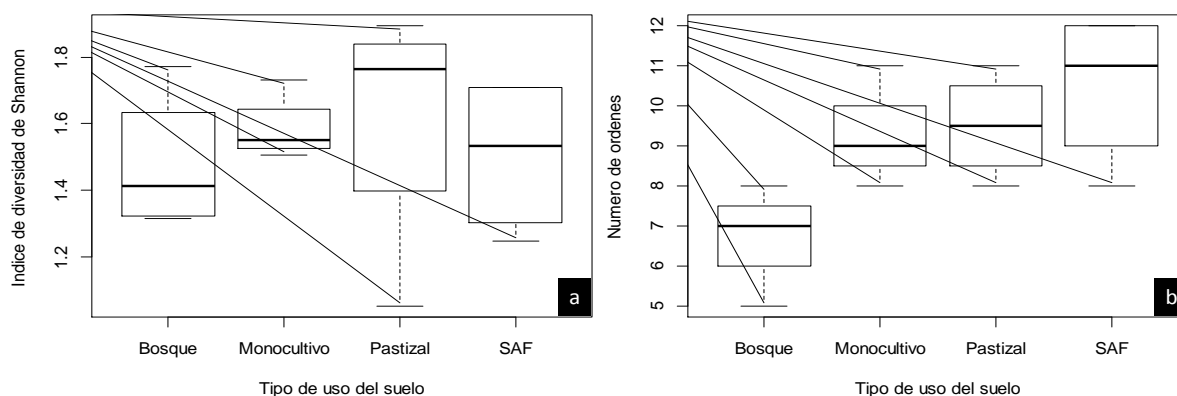 Indice de diversidad de Shannon
1.8
1.6
1.4
1.2
Bosque Monocultivo Pastizal SAF
Tipo de uso del suelo
a
Numero de ordenes
12
11
10
9
8
7
6
5
Bosque Monocultivo Pastizal SAF
Tipo de uso del suelo
b